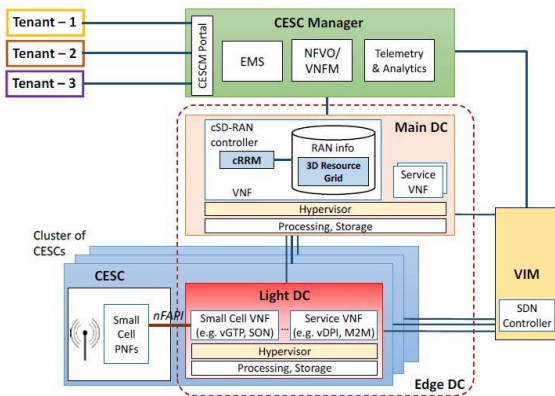 CESC Manager
Tenant – 1
Tenant – 2
Tenant – 3
CESCM Portal
EMS
NFVO/
VNFM
Telemetry
& Analytics
Main DC
cSD-RAN
controller
cRRM
VNF
RAN info
3D Resource
Grid
Service
VNF
Hypervisor
Processing, Storage
Cluster of
CESCs
CESC
Small
Cell
PNFs
nFAPI
Light DC
Small Cell VNF
(e.g. vGTP, SON)
...
Service VNF
(e.g. vDPI, M2M)
Hypervisor
Processing, Storage
Edge DC
VIM
SDN
Controller